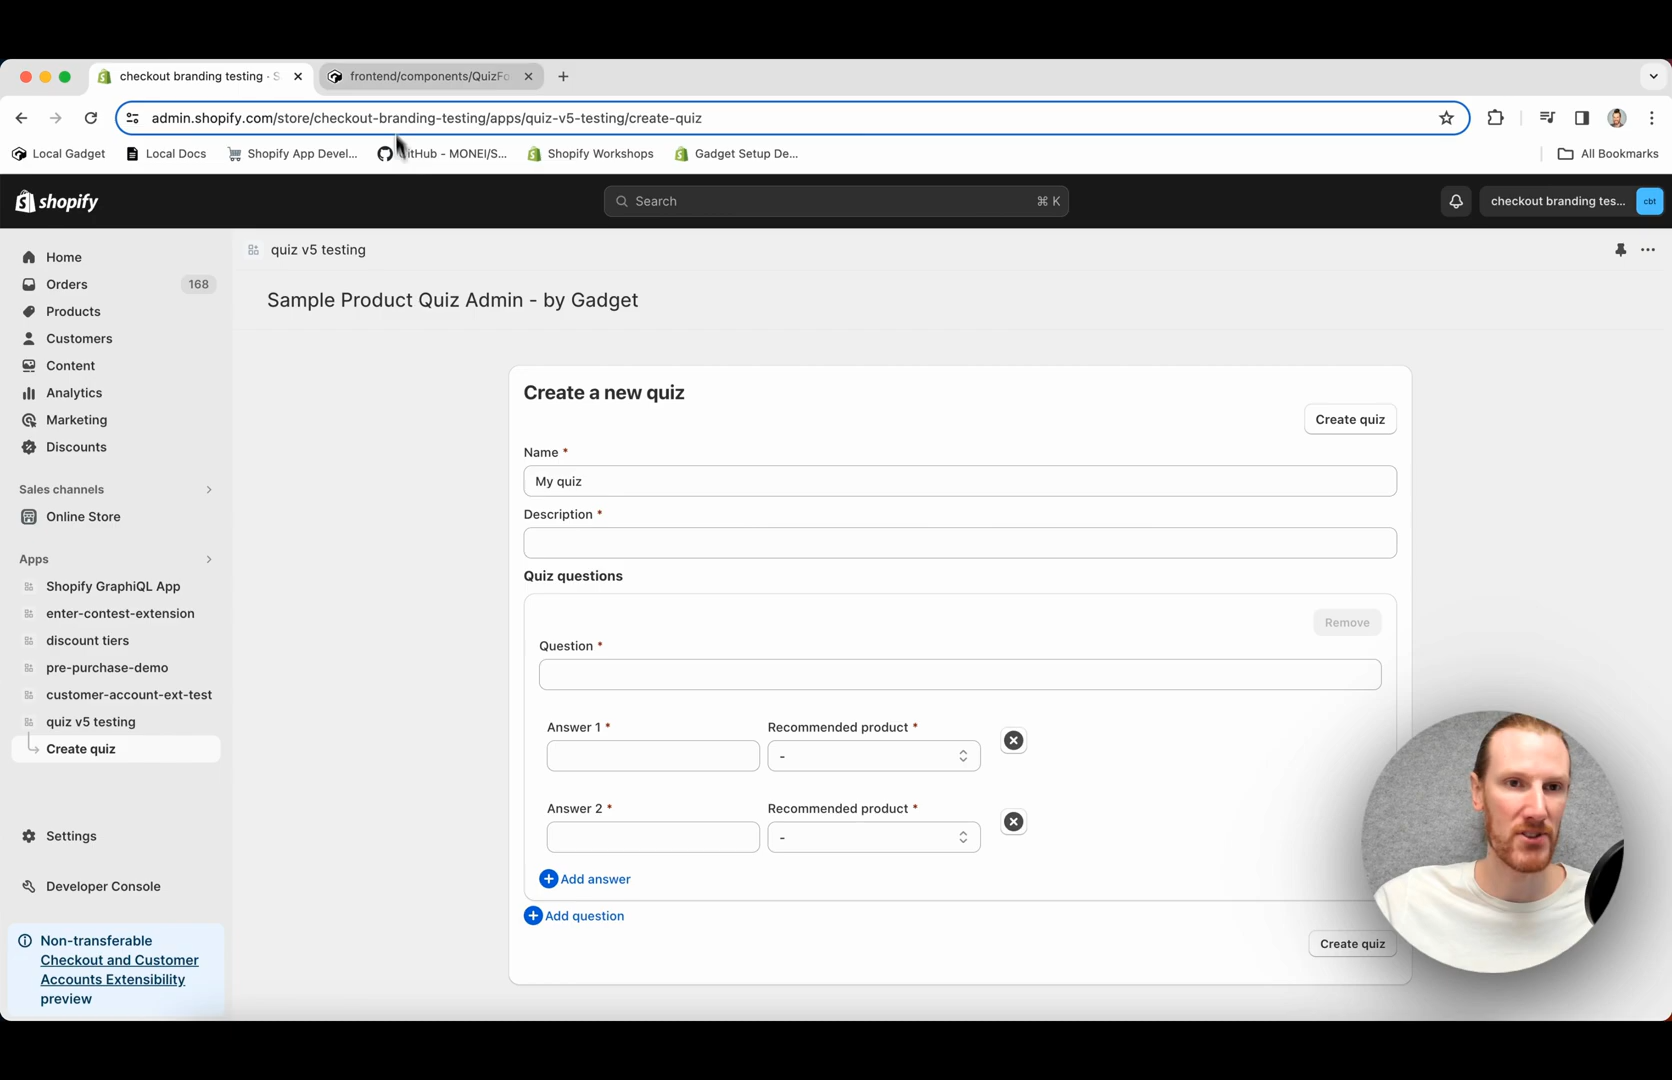 checkout branding testing · S
frontend/components/QuizFo
admin.shopify.com/store/checkout-branding-testing/apps/quiz-v5-testing/create-quiz
Local Gadget
Local Docs
Shopify App Devel...
itHub - MONEI/S...
Shopify Workshops
Gadget Setup De...
All Bookmarks
shopify
Search
⌘ K
checkout branding tes...
cbt
Home
Orders
168
Products
Customers
Content
Analytics
Marketing
Discounts
Sales channels
Online Store
Apps
Shopify GraphiQL App
enter-contest-extension
discount tiers
pre-purchase-demo
customer-account-ext-test
quiz v5 testing
Create quiz
Settings
Developer Console
Non-transferable
Checkout and Customer
Accounts Extensibility
preview
quiz v5 testing
Sample Product Quiz Admin - by Gadget
Create a new quiz
Create quiz
Name *
My quiz
Description *
Quiz questions
Remove
Question *
Answer 1 *
Recommended product *
-
Answer 2 *
Recommended product *
-
Add answer
Add question
Create quiz